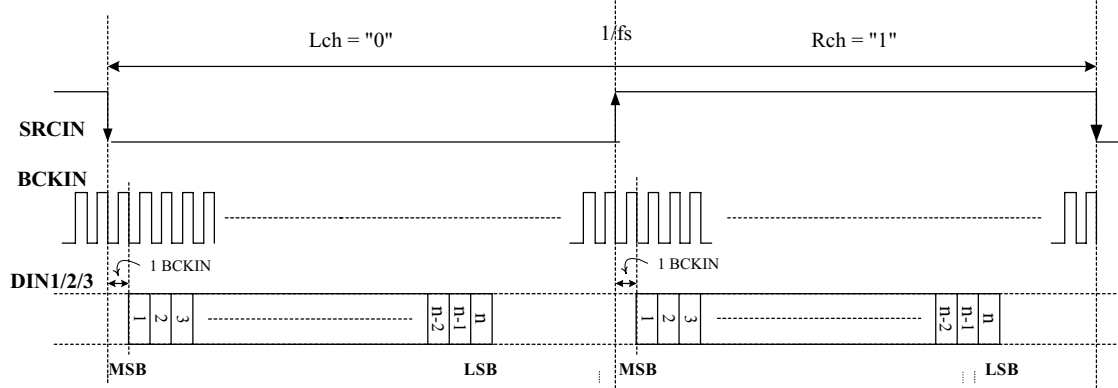 Lch = "0"
1/fs
Rch = "1"
SRCIN
BCKIN
1 BCKIN
1 BCKIN
DIN1/2/3
1 2 3 n-2 n-1 n
1 2 3 n-2 n-1 n
MSB LSB MSB LSB